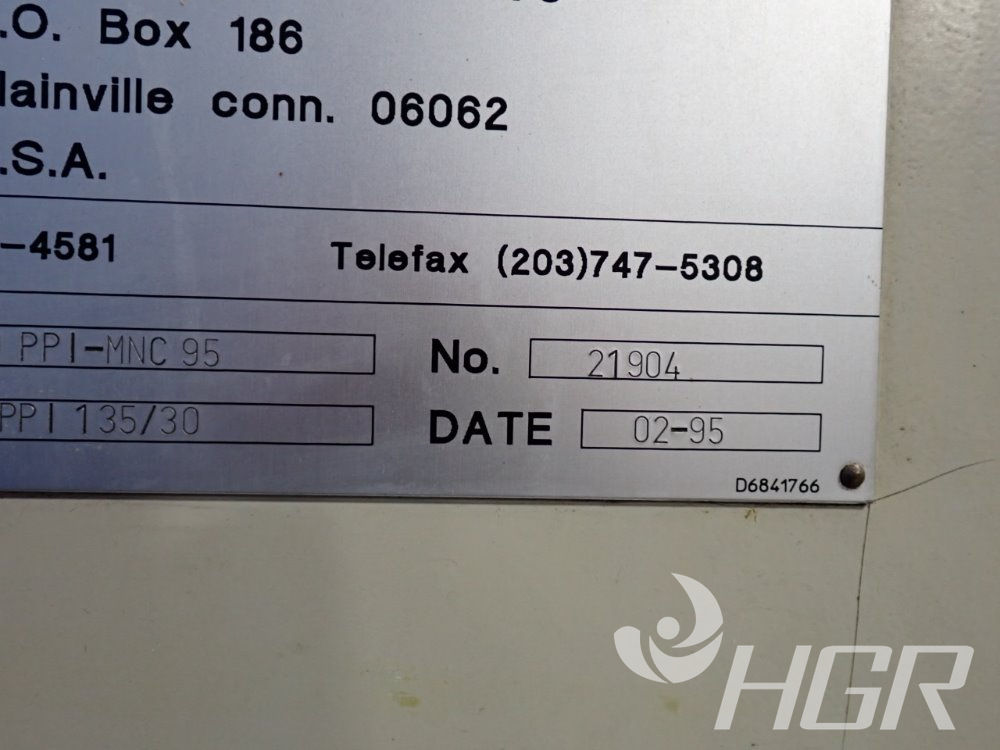 .O. Box 186
lainville conn. 06062
.S.A.
-4581 Telefax (203)747-5308
PPI-MNC 95 No. 21904
PPI 135/30 DATE 02-95
D6841766
HGR